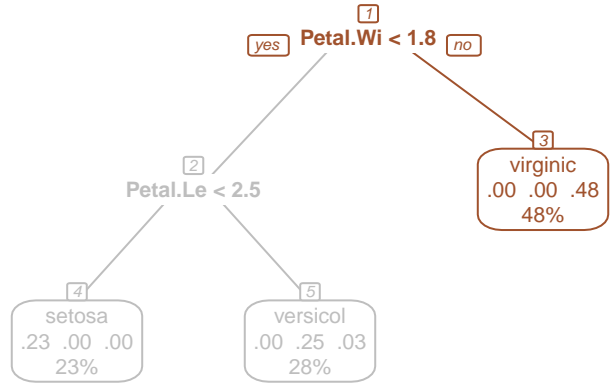 1
yes Petal.Wi < 1.8 no
3
virginic
.00 .00 .48
48%
2
Petal.Le < 2.5
4
setosa
.23 .00 .00
23%
5
versicol
.00 .25 .03
28%